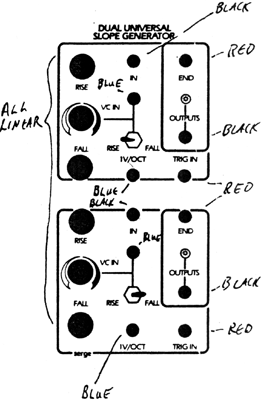 BLACK
DUAL UNIVERSAL
SLOPE GENERATOR
RED
RISE
IN
END
BLUE
ALL
LINEAR
VC IN
OUTPUTS
BLACK
FALL
RISE
FALL
1V/OCT
TRIG IN
BLUE
BLACK
RED
RISE
IN
END
BLUE
VC IN
OUTPUTS
BLACK
FALL
RISE
FALL
RED
serge
1V/OCT
TRIG IN
BLUE